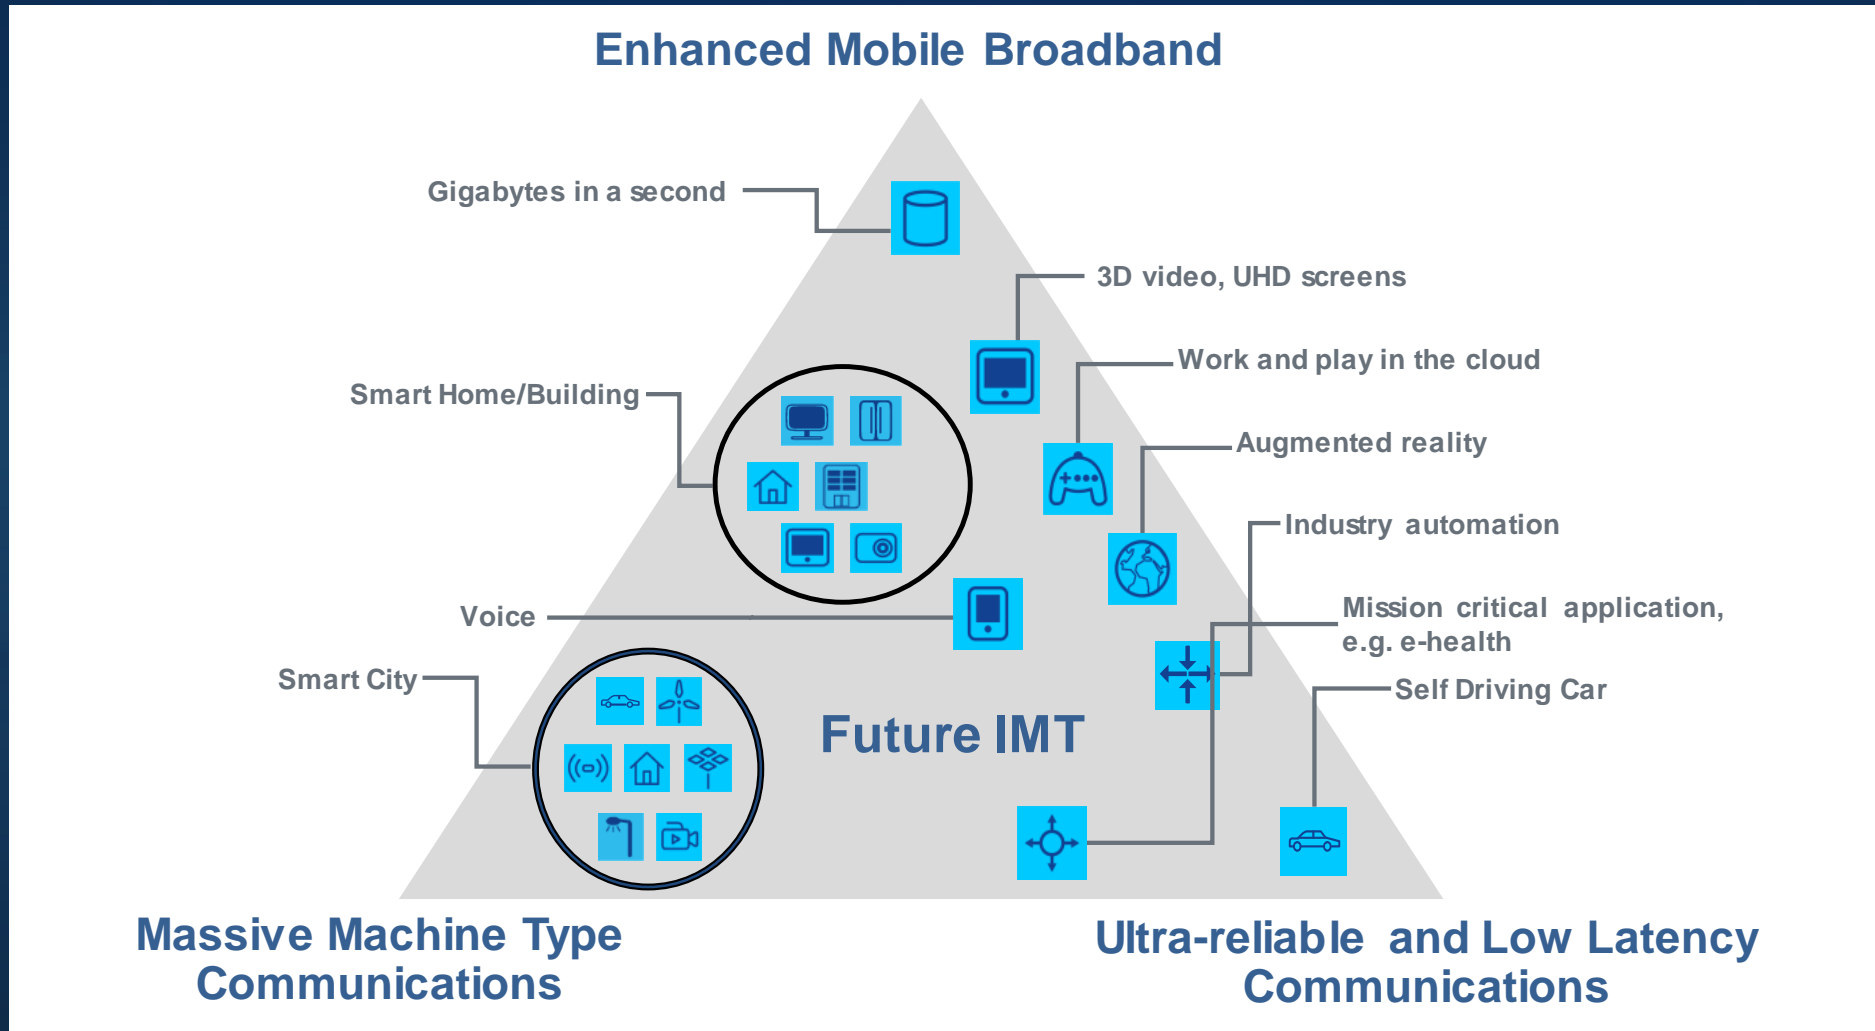 Enhanced Mobile Broadband
Gigabytes in a second
3D video, UHD screens
Work and play in the cloud
Smart Home/Building
Augmented reality
Industry automation
Voice
Mission critical application,
e.g. e-health
Smart City
Self Driving Car
Future IMT
Massive Machine Type
Communications
Ultra-reliable and Low Latency
Communications